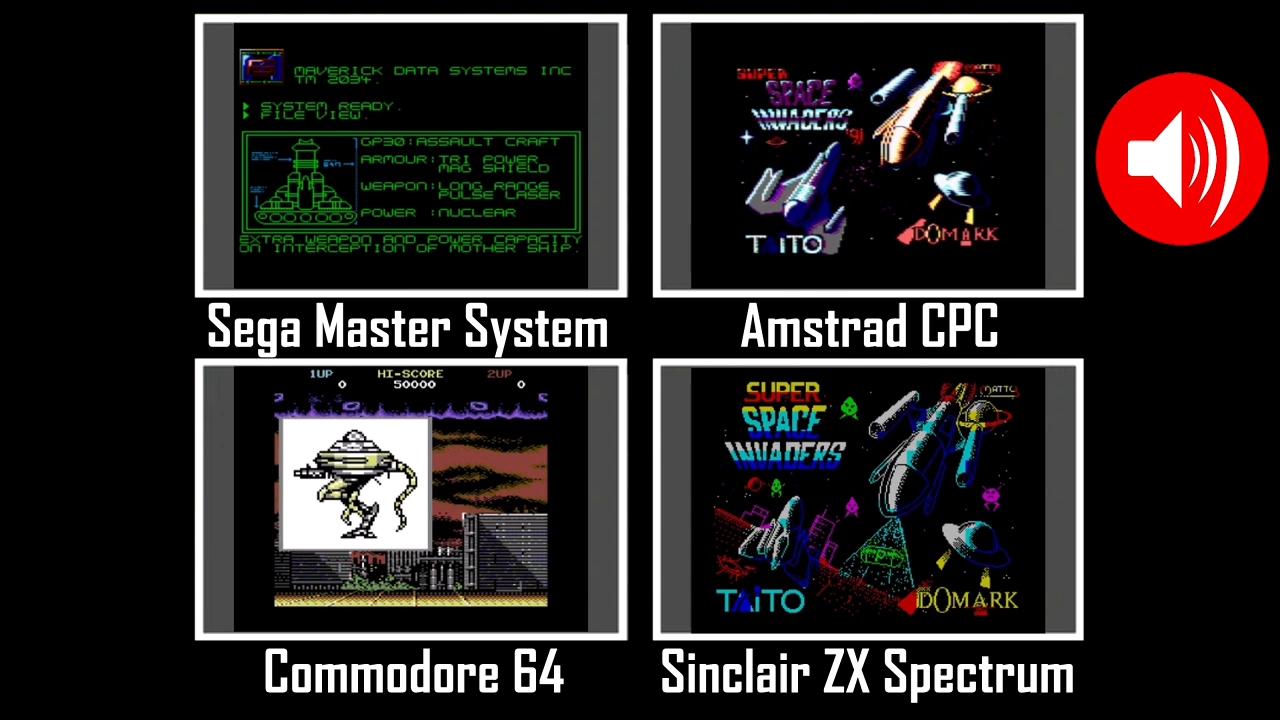 MAVERICK DATA SYSTEMS INC
TM 2034.
SYSTEM READY.
FILE VIEW.
GP30:ASSAULT CRAFT
ARMOUR:TRI POWER
MAG SHIELD
WEAPON:LONG RANGE
PULSE LASER
POWER :NUCLEAR
EXTRA WEAPON AND POWER CAPACITY
ON INTERCEPTION OF MOTHER SHIP.
SUPER
SPACE
INVADERS
'91
MATTY
TAITO
DOMARK
Sega Master System
Amstrad CPC
1UP HI-SCORE 2UP
0 50000 0
SUPER
SPACE
INVADERS
MATTY
TAITO
DOMARK
Commodore 64
Sinclair ZX Spectrum